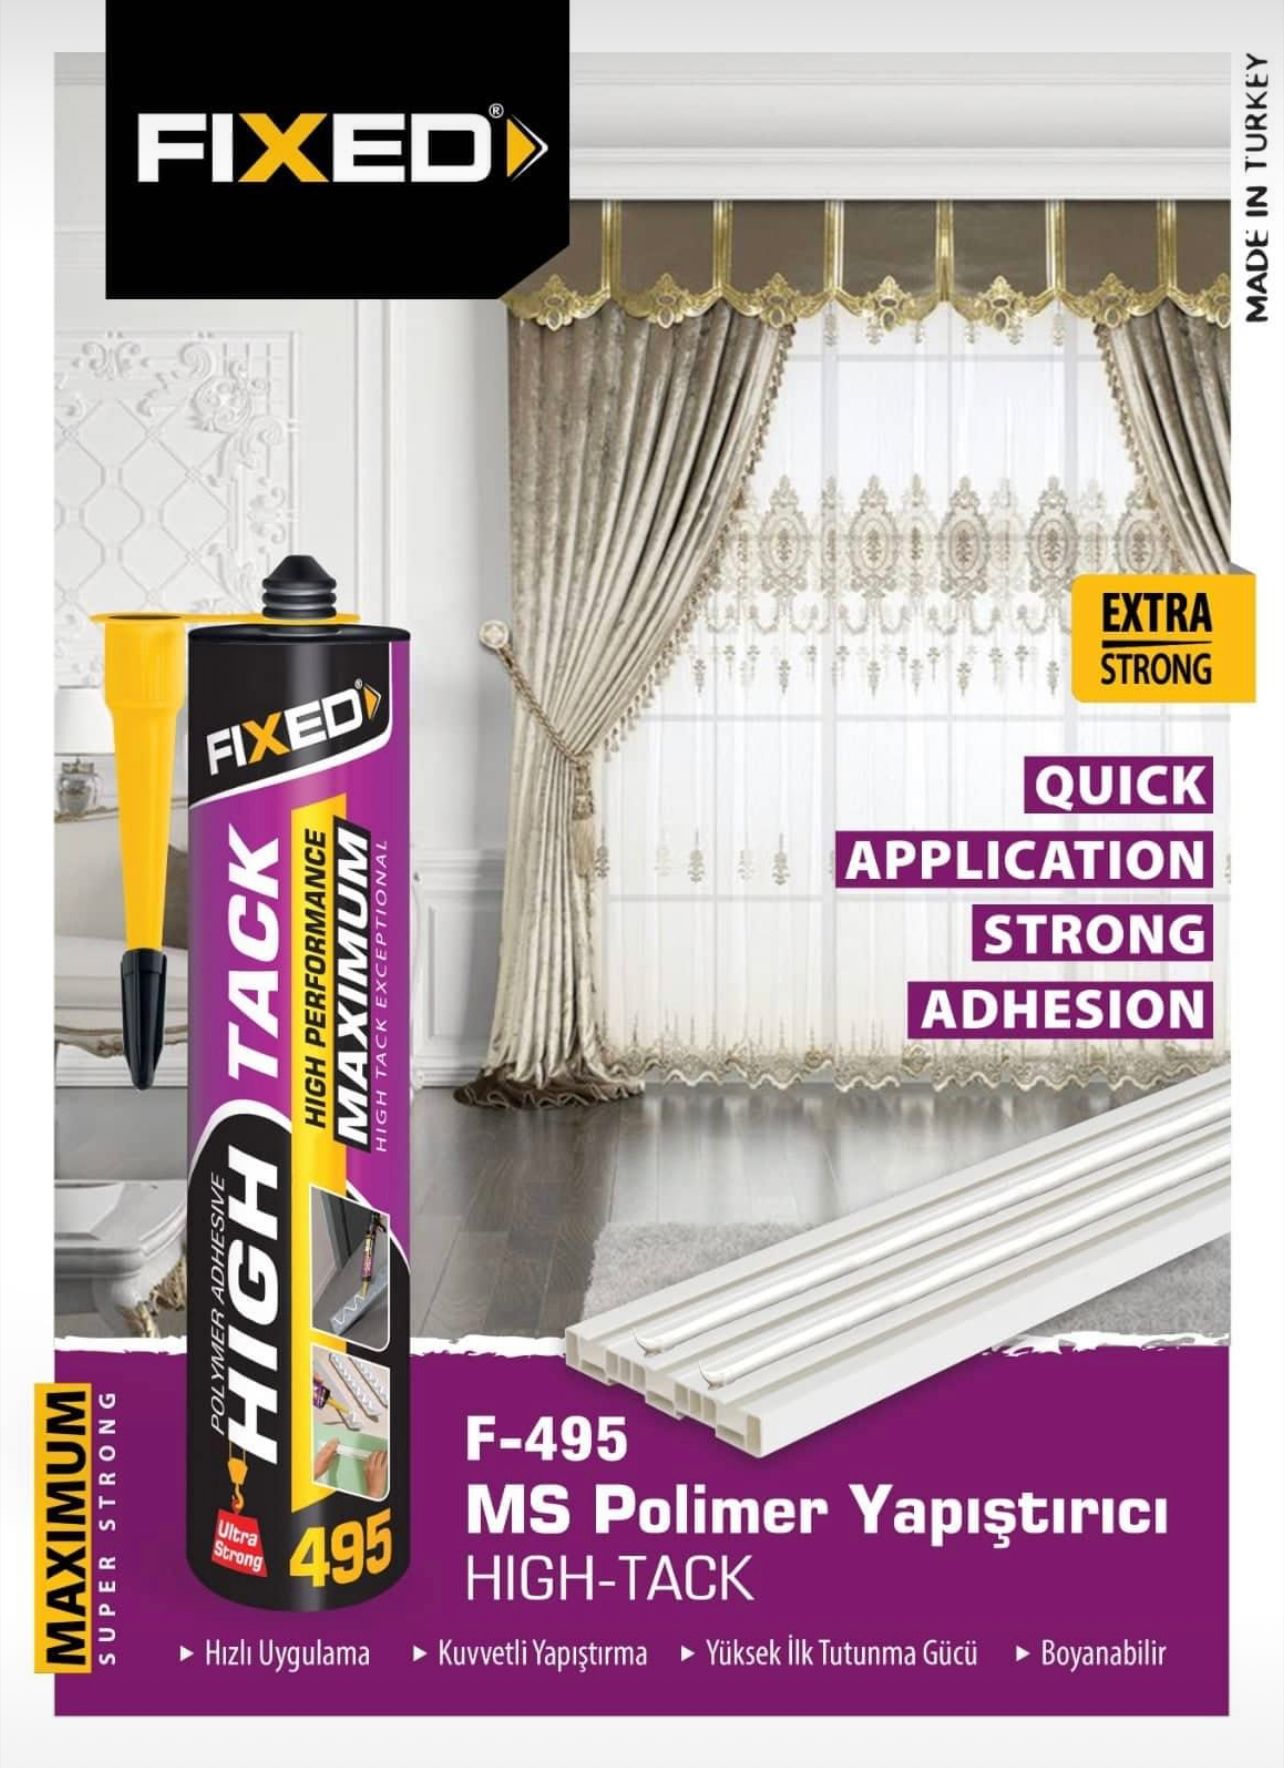 FIXED®
MADE IN TURKEY
EXTRA
STRONG
QUICK
APPLICATION
STRONG
ADHESION
FIXED®
POLYMER ADHESIVE
HIGH TACK
HIGH PERFORMANCE
MAXIMUM
HIGH TACK EXCEPTIONAL
Ultra
Strong
495
MAXIMUM
SUPER STRONG
F-495
MS Polimer Yapıştırıcı
HIGH-TACK
Hızlı Uygulama
Kuvvetli Yapıştırma
Yüksek İlk Tutunma Gücü
Boyanabilir